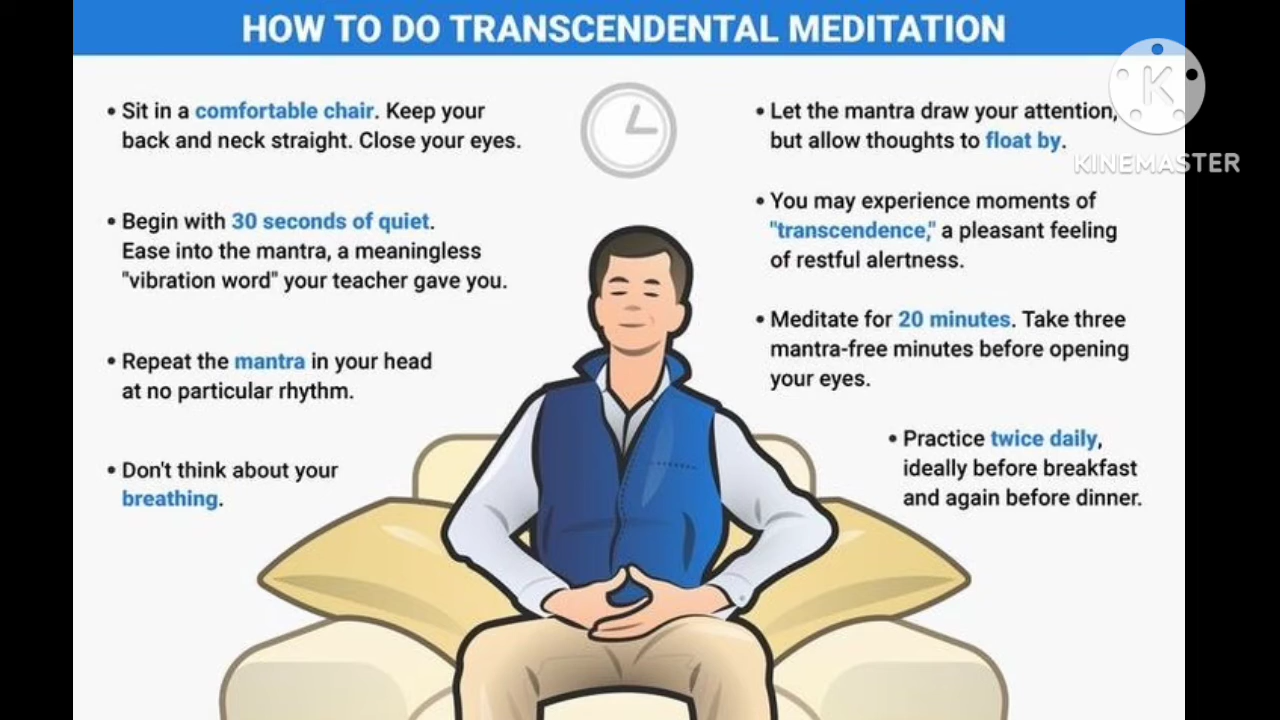 HOW TO DO TRANSCENDENTAL MEDITATION
• Sit in a comfortable chair. Keep your
back and neck straight. Close your eyes.
• Begin with 30 seconds of quiet.
Ease into the mantra, a meaningless
"vibration word" your teacher gave you.
• Repeat the mantra in your head
at no particular rhythm.
• Don't think about your
breathing.
• Let the mantra draw your attention,
but allow thoughts to float by.
• You may experience moments of
"transcendence," a pleasant feeling
of restful alertness.
• Meditate for 20 minutes. Take three
mantra-free minutes before opening
your eyes.
• Practice twice daily,
ideally before breakfast
and again before dinner.
K
KINEMASTER